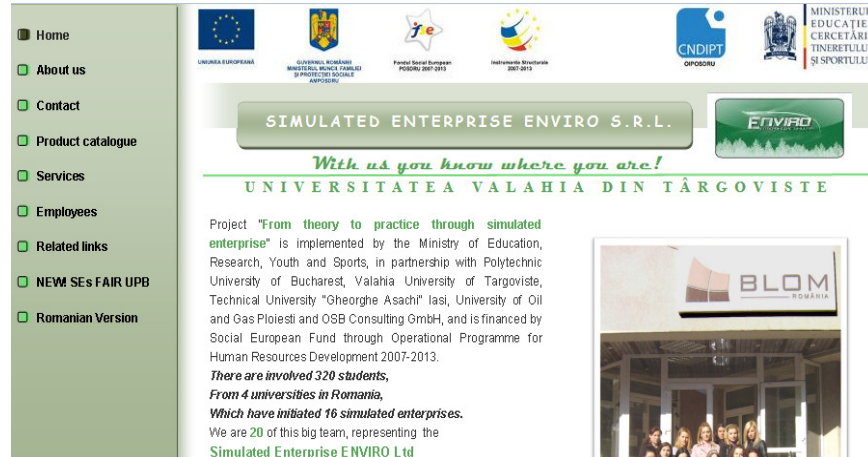 Home
About us
Contact
Product catalogue
Services
Employees
Related links
NEW! SEs FAIR UPB
Romanian Version
UNIUNEA EUROPEANĂ
GUVERNUL ROMÂNIEI
MINISTERUL MUNCII, FAMILIEI
ŞI PROTECŢIEI SOCIALE
AMPOSDRU
fse
Fondul Social European
POSDRU 2007-2013
Instrumente Structurale
2007-2013
CNDIPT
OIPOSDRU
MINISTERUL
EDUCAŢIEI
CERCETĂRII
TINERETULUI
ŞI SPORTULUI
SIMULATED ENTERPRISE ENVIRO S.R.L.
ENVIRO
With us you know where you are!
UNIVERSITATEA VALAHIA DIN TÂRGOVISTE
Project "From theory to practice through simulated
enterprise" is implemented by the Ministry of Education,
Research, Youth and Sports, in partnership with Polytechnic
University of Bucharest, Valahia University of Targoviste,
Technical University "Gheorghe Asachi" Iasi, University of Oil
and Gas Ploiesti and OSB Consulting GmbH, and is financed by
Social European Fund through Operational Programme for
Human Resources Development 2007-2013.
There are involved 320 students,
From 4 universities in Romania,
Which have initiated 16 simulated enterprises.
We are 20 of this big team, representing the
Simulated Enterprise ENVIRO Ltd
BLOM
ROMÂNIA